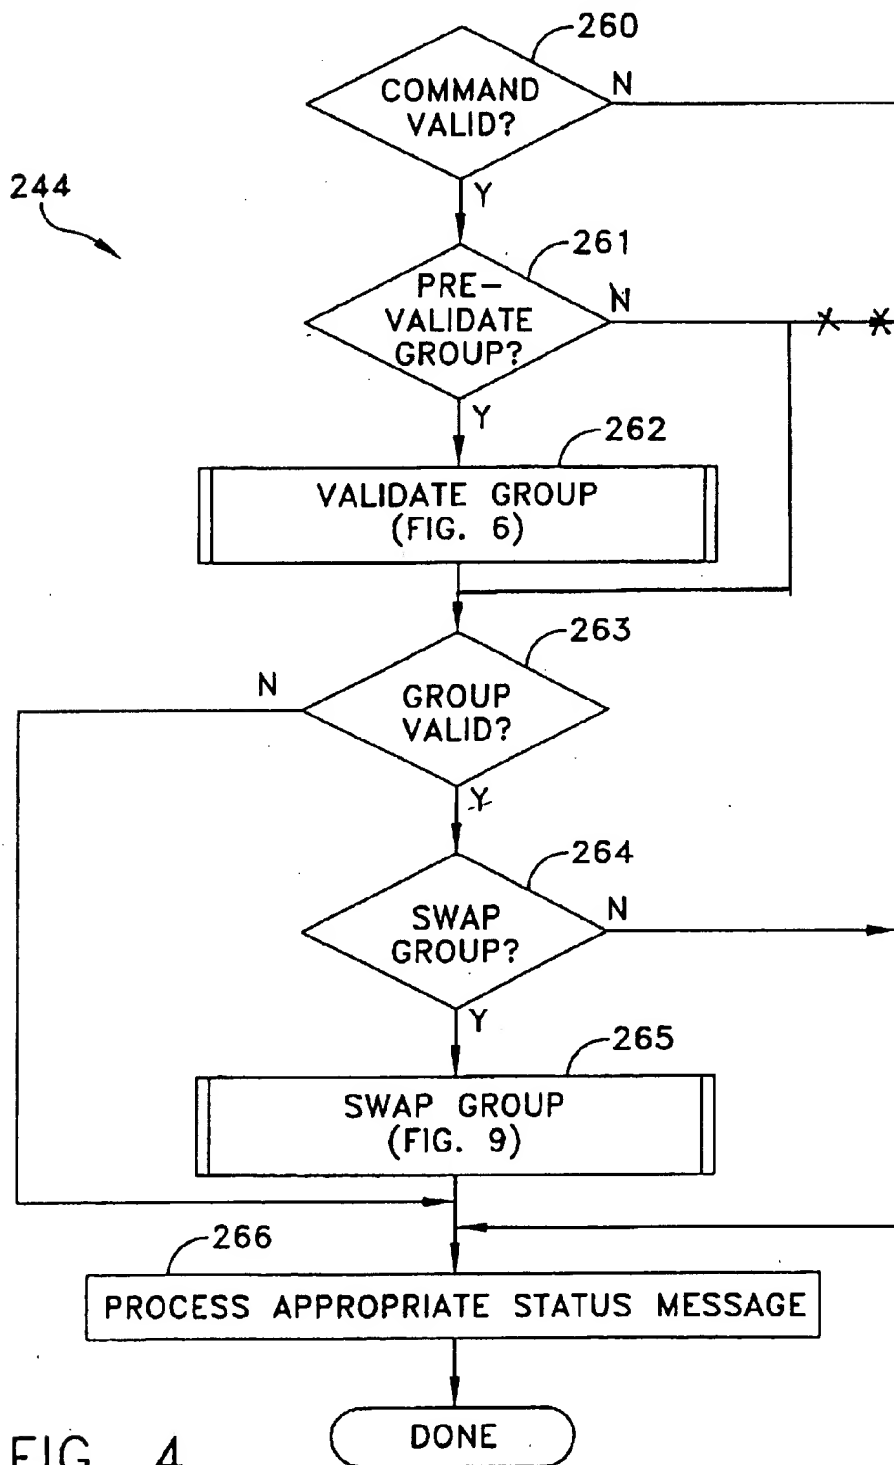 260
COMMAND
VALID?
N
Y
244
261
PRE-
VALIDATE
GROUP?
N
Y
262
VALIDATE GROUP
(FIG. 6)
263
N
GROUP
VALID?
Y
264
SWAP
GROUP?
N
Y
265
SWAP GROUP
(FIG. 9)
266
PROCESS APPROPRIATE STATUS MESSAGE
DONE
FIG. 4